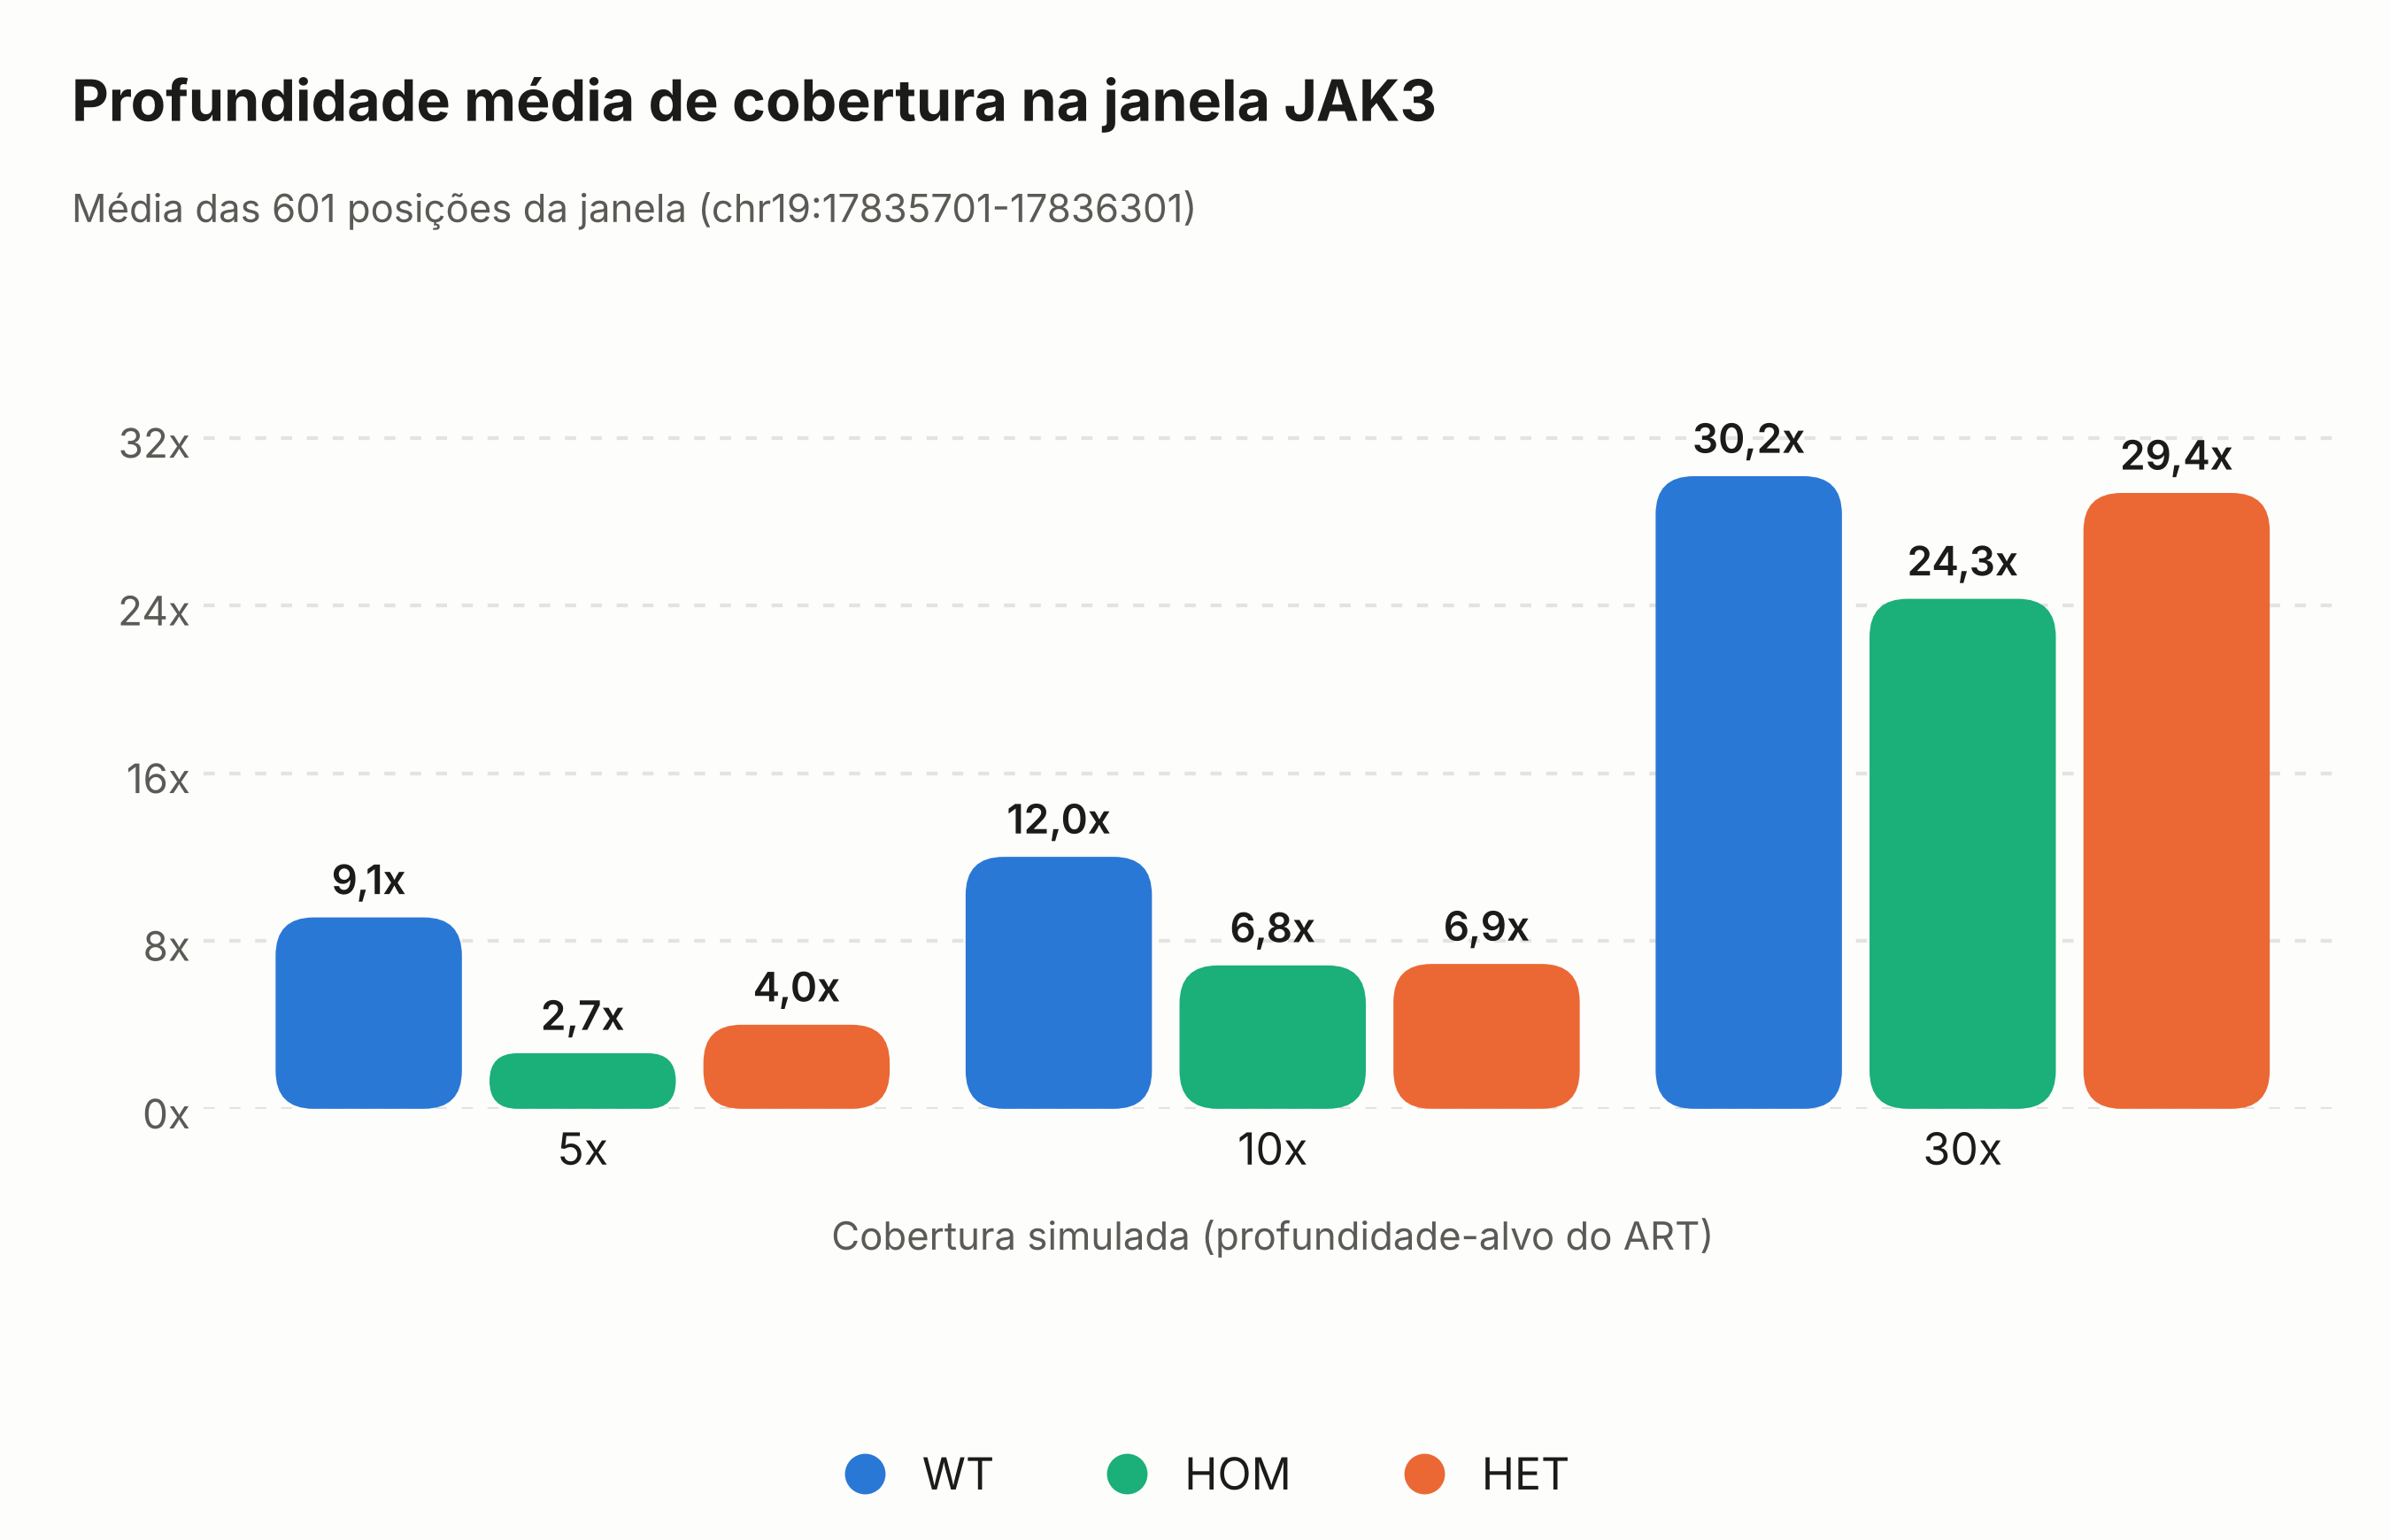 Profundidade média de cobertura na janela JAK3
Média das 601 posições da janela (chr19:17835701-17836301)
32x
24x
16x
8x
0x
9,1x
2,7x
4,0x
12,0x
6,8x
6,9x
30,2x
24,3x
29,4x
5x
10x
30x
Cobertura simulada (profundidade-alvo do ART)
WT
HOM
HET